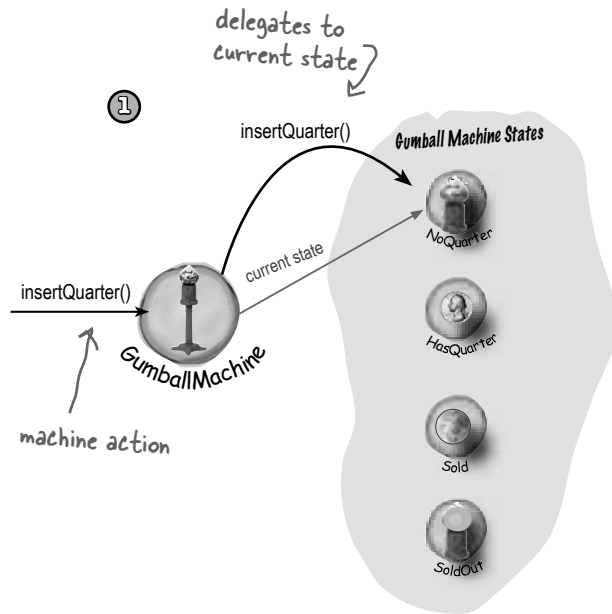 delegates to
current state
1
insertQuarter()
Gumball Machine States
NoQuarter
current state
insertQuarter()
GumballMachine
HasQuarter
machine action
Sold
SoldOut